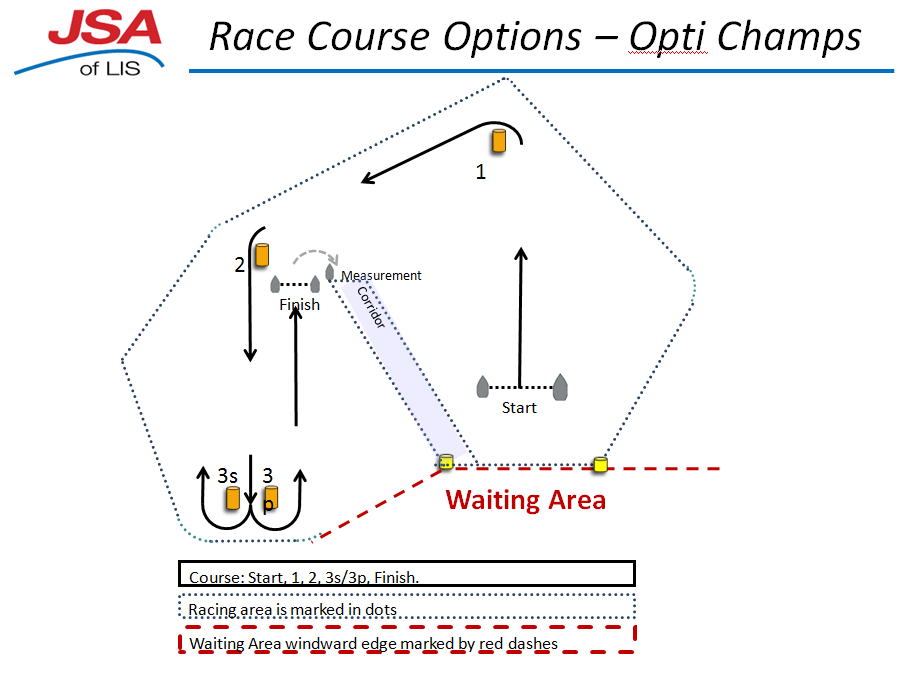 JSA
of LIS
Race Course Options – Opti Champs
1
2
Measurement
Finish
Corridor
Start
3s
3
p
Waiting Area
Course: Start, 1, 2, 3s/3p, Finish.
Racing area is marked in dots
Waiting Area windward edge marked by red dashes